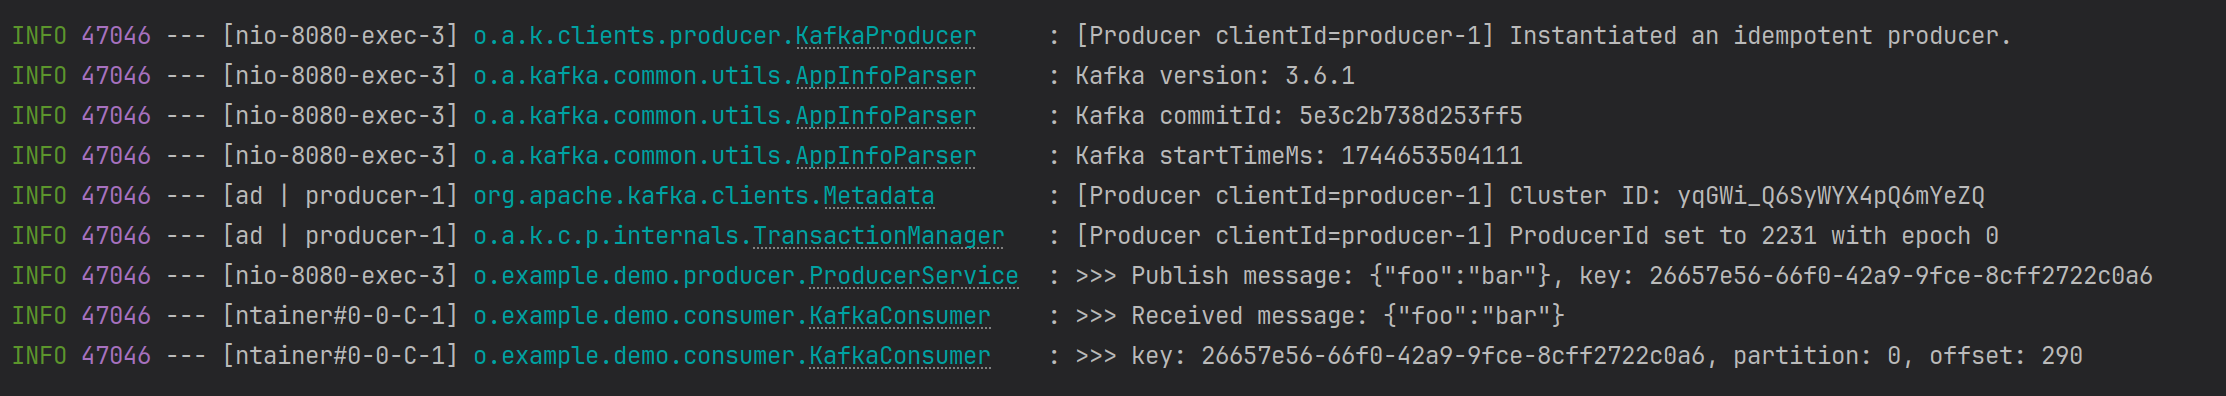 INFO 47046 --- [nio-8080-exec-3] o.a.k.clients.producer.KafkaProducer : [Producer clientId=producer-1] Instantiated an idempotent producer.
INFO 47046 --- [nio-8080-exec-3] o.a.kafka.common.utils.AppInfoParser : Kafka version: 3.6.1
INFO 47046 --- [nio-8080-exec-3] o.a.kafka.common.utils.AppInfoParser : Kafka commitId: 5e3c2b738d253ff5
INFO 47046 --- [nio-8080-exec-3] o.a.kafka.common.utils.AppInfoParser : Kafka startTimeMs: 1744653504111
INFO 47046 --- [ad | producer-1] org.apache.kafka.clients.Metadata : [Producer clientId=producer-1] Cluster ID: yqGWi_Q6SyWYX4pQ6mYeZQ
INFO 47046 --- [ad | producer-1] o.a.k.c.p.internals.TransactionManager : [Producer clientId=producer-1] ProducerId set to 2231 with epoch 0
INFO 47046 --- [nio-8080-exec-3] o.example.demo.producer.ProducerService : >>> Publish message: {"foo":"bar"}, key: 26657e56-66f0-42a9-9fce-8cff2722c0a6
INFO 47046 --- [ntainer#0-0-C-1] o.example.demo.consumer.KafkaConsumer : >>> Received message: {"foo":"bar"}
INFO 47046 --- [ntainer#0-0-C-1] o.example.demo.consumer.KafkaConsumer : >>> key: 26657e56-66f0-42a9-9fce-8cff2722c0a6, partition: 0, offset: 290